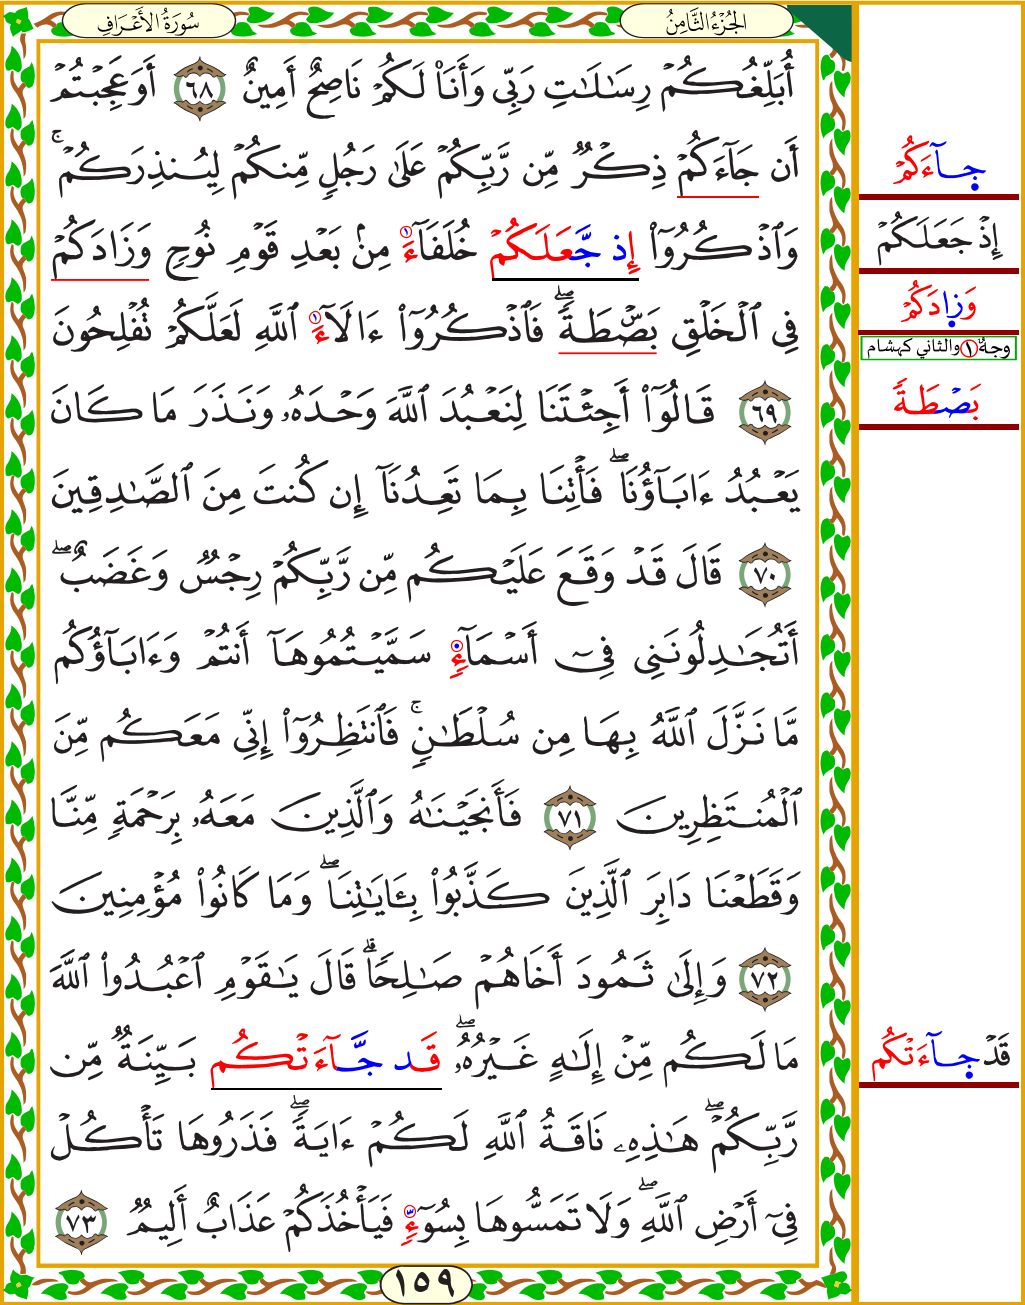 الجُزْءُ الثَّامِنُ
سُورَةُ الأَعْرَافِ
أُبَلِّغُكُمْ رِسَٰلَٰتِ رَبِّي وَأَنَا۠ لَكُمْ نَاصِحٌ أَمِينٌ ٦٨ أَوَعَجِبْتُمْ
أَن جَآءَكُمْ ذِكْرٌ مِّن رَّبِّكُمْ عَلَىٰ رَجُلٍ مِّنكُمْ لِيُنذِرَكُمْ ۚ
وَٱذْكُرُوٓا۟ إِذ جَّعَلَكُمْ خُلَفَآءَ ١ مِنۢ بَعْدِ قَوْمِ نُوحٍ وَزَادَكُمْ
فِي ٱلْخَلْقِ بَصْۜطَةً ۖ فَٱذْكُرُوٓا۟ ءَالَآءَ ١ ٱللَّهِ لَعَلَّكُمْ تُفْلِحُونَ
٦٩ قَالُوٓا۟ أَجِئْتَنَا لِنَعْبُدَ ٱللَّهَ وَحْدَهُۥ وَنَذَرَ مَا كَانَ
يَعْبُدُ ءَابَآؤُنَا ۖ فَأْتِنَا بِمَا تَعِدُنَآ إِن كُنتَ مِنَ ٱلصَّٰدِقِينَ
٧٠ قَالَ قَدْ وَقَعَ عَلَيْكُم مِّن رَّبِّكُمْ رِجْسٌ وَغَضَبٌ ۖ
أَتُجَٰدِلُونَنِي فِىٓ أَسْمَآءٍ سَمَّيْتُمُوهَآ أَنتُمْ وَءَابَآؤُكُم
مَّا نَزَّلَ ٱللَّهُ بِهَا مِن سُلْطَٰنٍ ۚ فَٱنتَظِرُوٓا۟ إِنِّي مَعَكُم مِّنَ
ٱلْمُنتَظِرِينَ ٧١ فَأَنجَيْنَٰهُ وَٱلَّذِينَ مَعَهُۥ بِرَحْمَةٍ مِّنَّا
وَقَطَعْنَا دَابِرَ ٱلَّذِينَ كَذَّبُوا۟ بِـَٔايَٰتِنَا ۖ وَمَا كَانُوا۟ مُؤْمِنِينَ
٧٢ وَإِلَىٰ ثَمُودَ أَخَاهُمْ صَٰلِحًا ۗ قَالَ يَٰقَوْمِ ٱعْبُدُوا۟ ٱللَّهَ
مَا لَكُم مِّنْ إِلَٰهٍ غَيْرُهُۥ ۖ قَد جَّآءَتْكُم بَيِّنَةٌ مِّن
رَّبِّكُمْ ۖ هَٰذِهِۦ نَاقَةُ ٱللَّهِ لَكُمْ ءَايَةً ۖ فَذَرُوهَا تَأْكُلْ
فِىٓ أَرْضِ ٱللَّهِ ۖ وَلَا تَمَسُّوهَا بِسُوٓءٍ فَيَأْخُذَكُمْ عَذَابٌ أَلِيمٌ ٧٣
١٥٩
جَآءَكُمْ
إِذْ جَعَلَكُمْ
وَزَادَكُمْ
وجهٌ ١ والثاني كهشام
بَصْطَةً
قَدْ جَآءَتْكُم